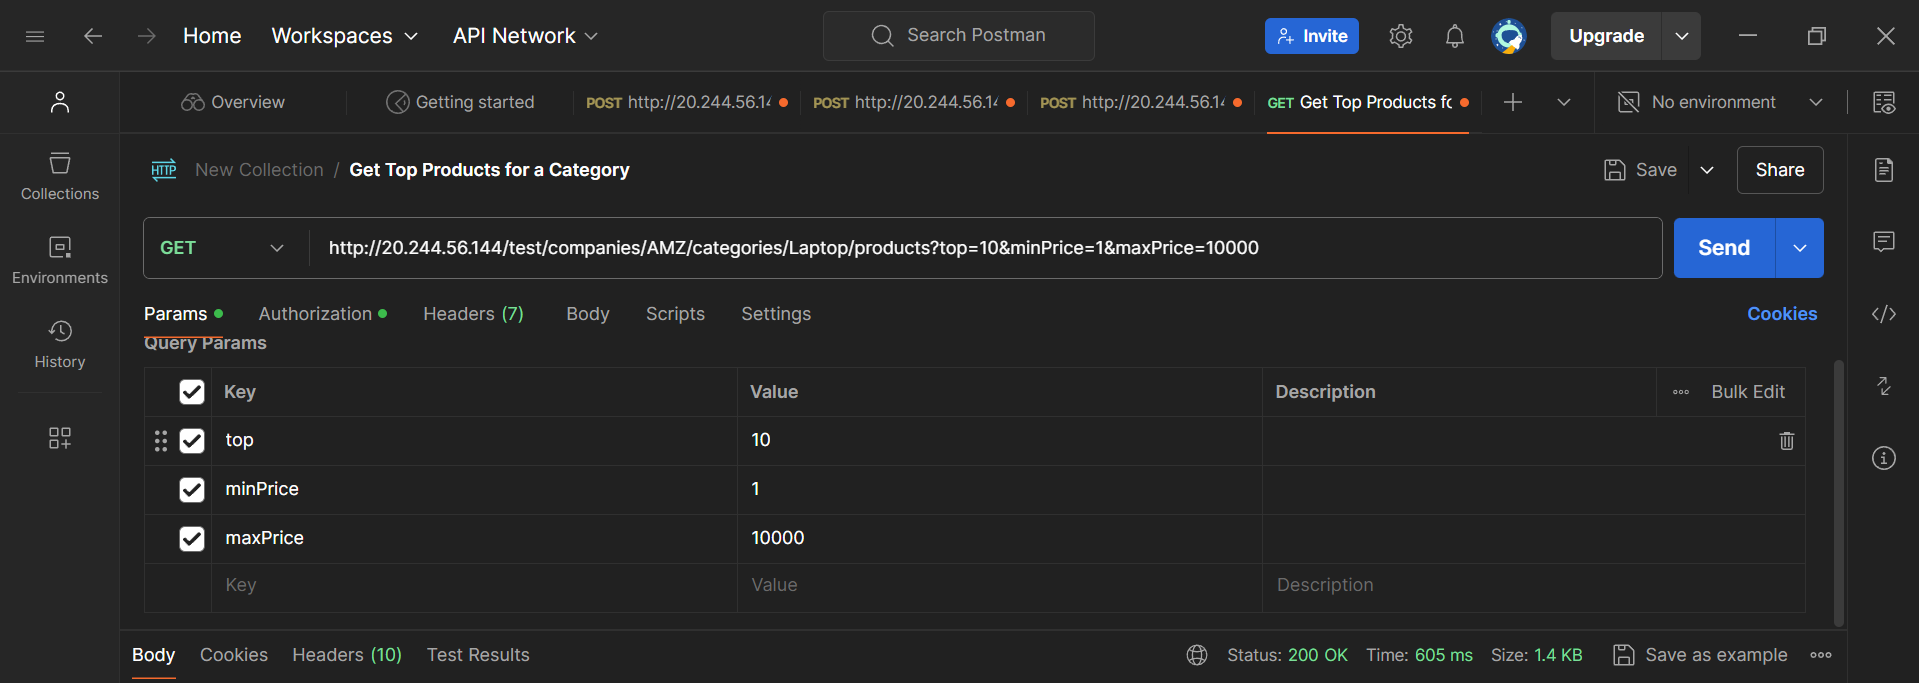 Home Workspaces API Network Search Postman Invite Upgrade
Overview Getting started POST http://20.244.56.14 POST http://20.244.56.14 POST http://20.244.56.14 GET Get Top Products fo No environment
HTTP New Collection / Get Top Products for a Category Save Share
Collections
GET http://20.244.56.144/test/companies/AMZ/categories/Laptop/products?top=10&minPrice=1&maxPrice=10000 Send
Environments
Params Authorization Headers (7) Body Scripts Settings Cookies
Query Params
History
Key Value Description Bulk Edit
top 10
minPrice 1
maxPrice 10000
Key Value Description
Body Cookies Headers (10) Test Results Status: 200 OK Time: 605 ms Size: 1.4 KB Save as example